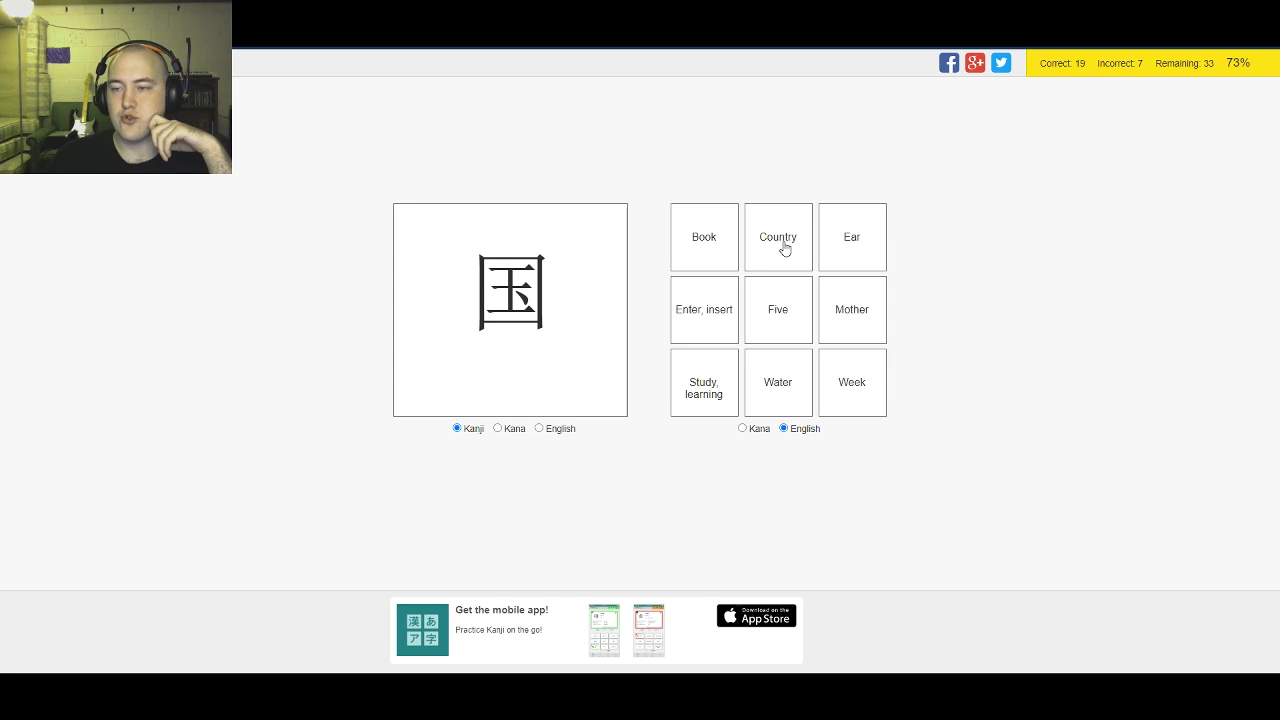 Correct: 19 Incorrect: 7 Remaining: 33 73%
国
Book Country Ear
Enter, insert Five Mother
Study,
learning
Water Week
Kanji Kana English
Kana English
漢 あ
ア 字
Get the mobile app!
Practice Kanji on the go!
Download on the
App Store